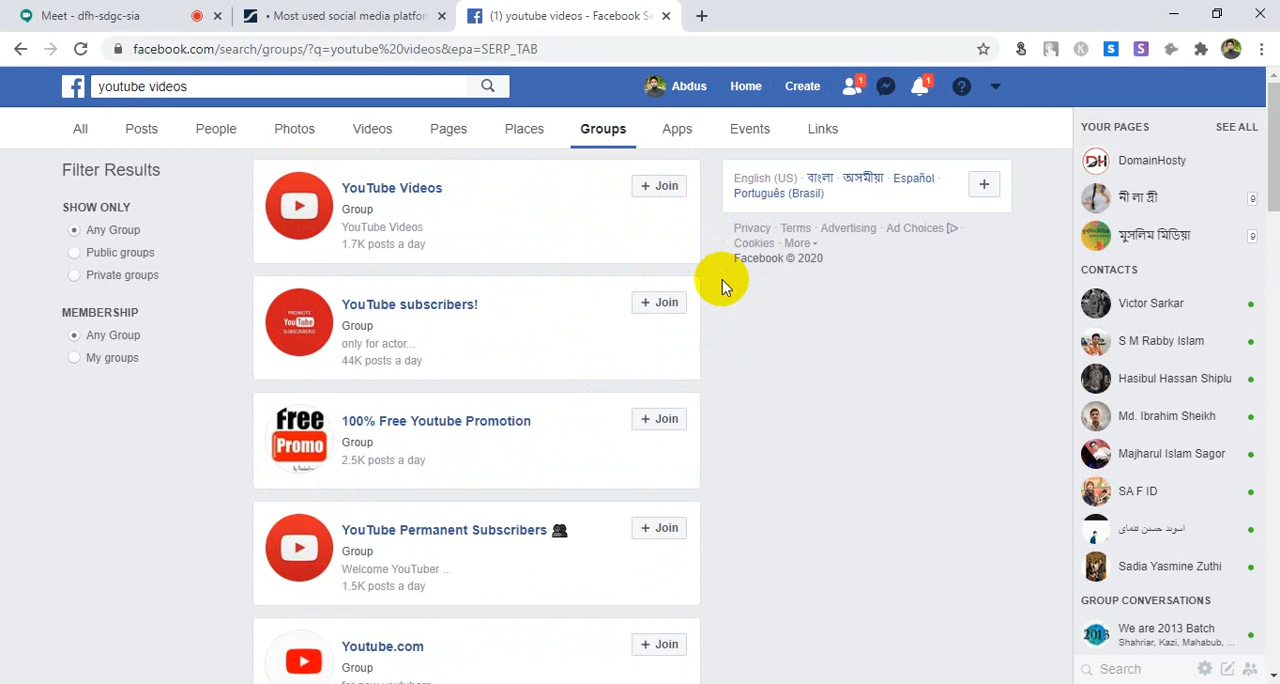 Meet - dfh-sdgc-sia
• Most used social media platfor
(1) youtube videos - Facebook Se
facebook.com/search/groups/?q=youtube%20videos&epa=SERP_TAB
youtube videos
Abdus
Home
Create
1
1
All
Posts
People
Photos
Videos
Pages
Places
Groups
Apps
Events
Links
Filter Results
SHOW ONLY
Any Group
Public groups
Private groups
MEMBERSHIP
Any Group
My groups
YouTube Videos
Group
YouTube Videos
1.7K posts a day
+ Join
PROMOTE
YouTube
SUBSCRIBERS!
YouTube subscribers!
Group
only for actor...
44K posts a day
+ Join
Free
Promo
100% Free Youtube Promotion
Group
2.5K posts a day
+ Join
YouTube Permanent Subscribers
Group
Welcome YouTuber ...
1.5K posts a day
+ Join
Youtube.com
Group
+ Join
English (US) · বাংলা · অসমীয়া · Español ·
Português (Brasil)
Privacy · Terms · Advertising · Ad Choices ·
Cookies · More
Facebook © 2020
YOUR PAGES
SEE ALL
DH
DomainHosty
নী লা দ্রী
9
মুসলিম মিডিয়া
9
CONTACTS
Victor Sarkar
S M Rabby Islam
Hasibul Hassan Shiplu
Md. Ibrahim Sheikh
Majharul Islam Sagor
SA F ID
Sadia Yasmine Zuthi
GROUP CONVERSATIONS
2013
We are 2013 Batch
Shahriar, Kazi, Mahabub, ...
Search